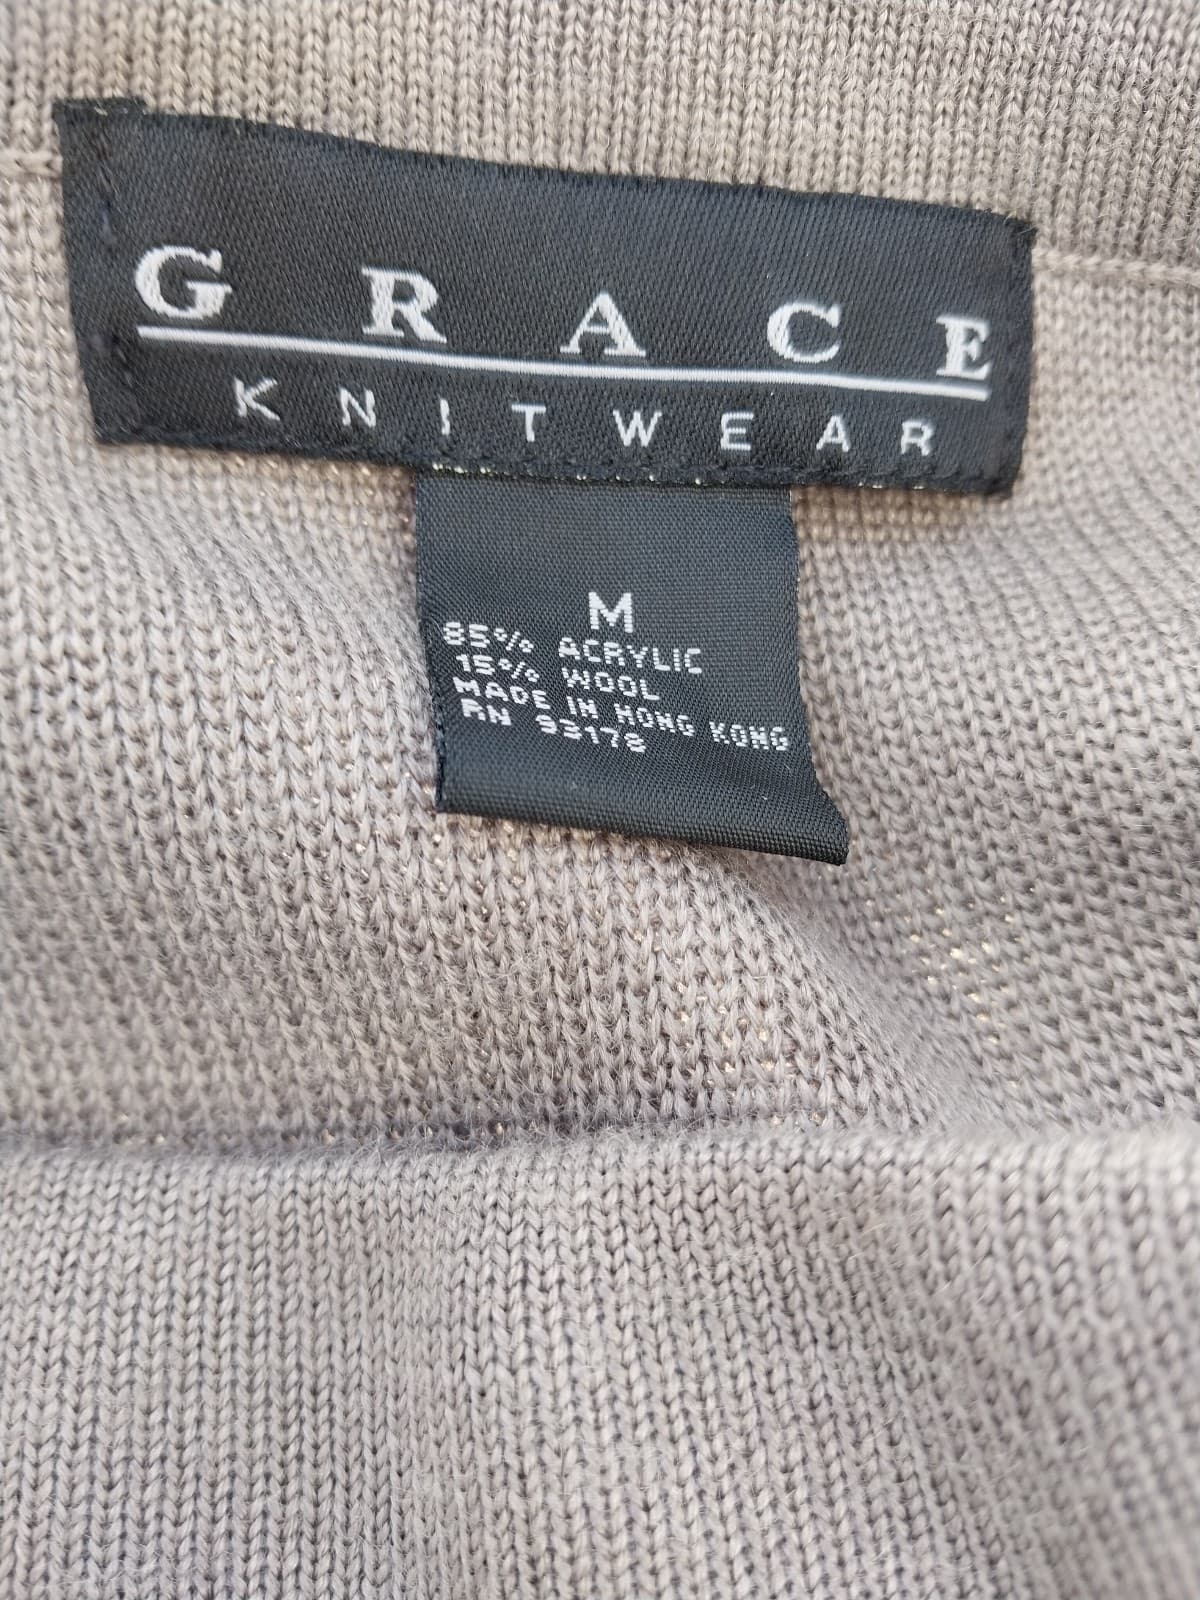 GRACE
KNITWEAR
M
85% ACRYLIC
15% WOOL
MADE IN HONG KONG
RN 93178